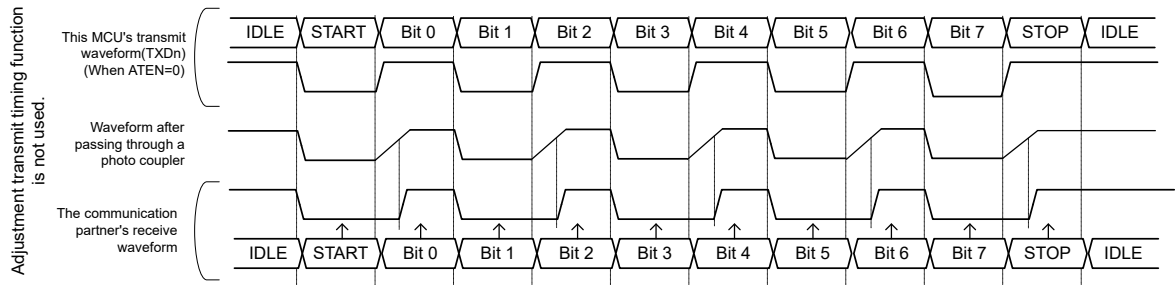 Adjustment transmit timing function
is not used.
This MCU's transmit
waveform(TXDn)
(When ATEN=0)
IDLE START Bit 0 Bit 1 Bit 2 Bit 3 Bit 4 Bit 5 Bit 6 Bit 7 STOP IDLE
Waveform after
passing through a
photo coupler
The communication
partner's receive
waveform
IDLE START Bit 0 Bit 1 Bit 2 Bit 3 Bit 4 Bit 5 Bit 6 Bit 7 STOP IDLE